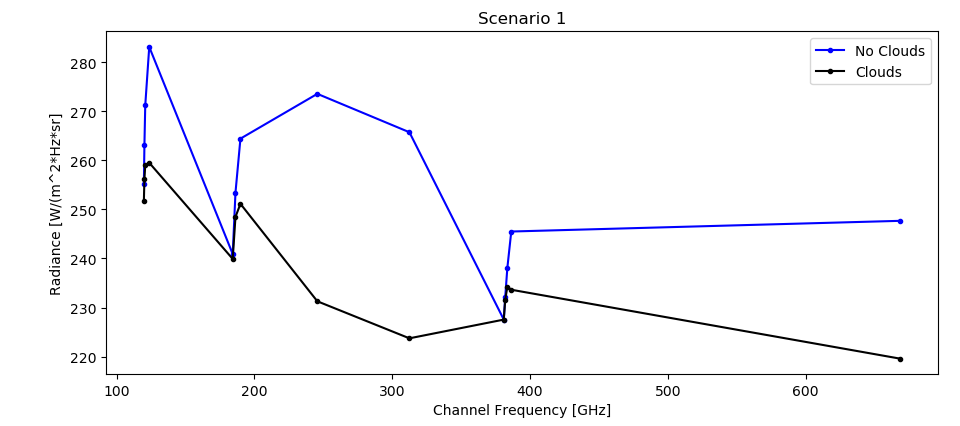 Scenario 1
No Clouds
Clouds
280
270
260
250
240
230
220
Radiance [W/(m^2*Hz*sr]
100 200 300 400 500 600
Channel Frequency [GHz]